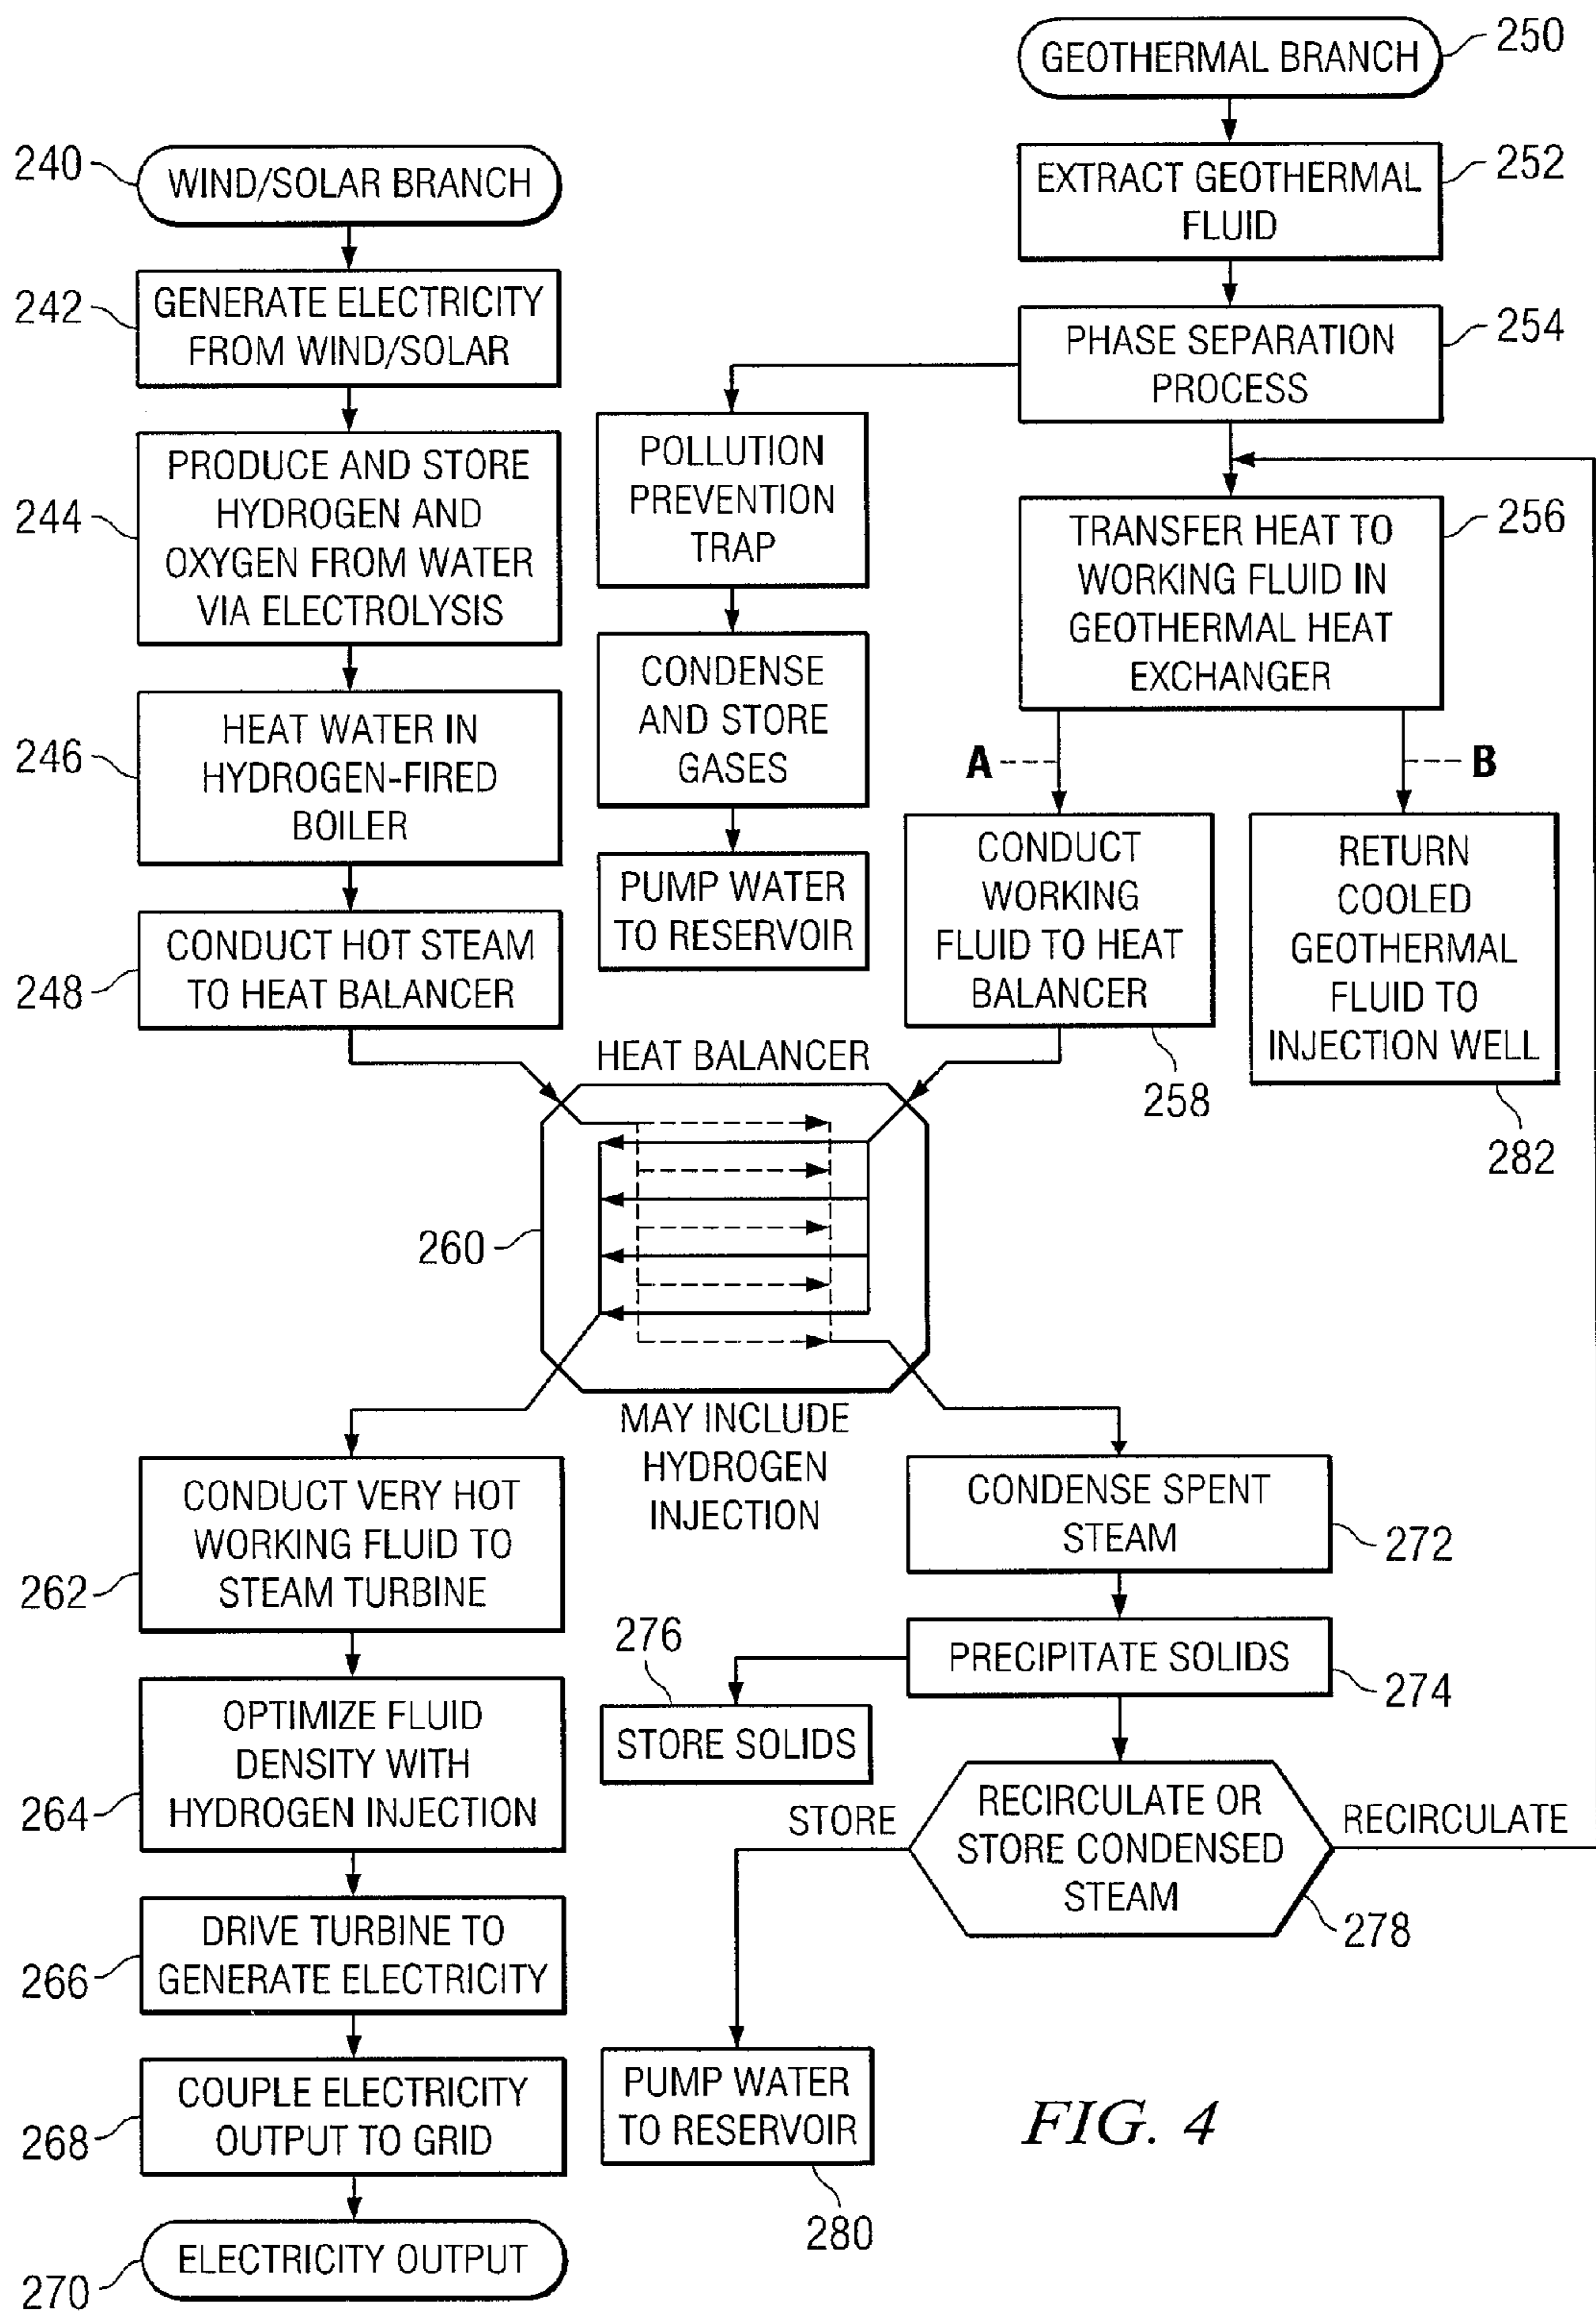 240
WIND/SOLAR BRANCH
242
GENERATE ELECTRICITY
FROM WIND/SOLAR
244
PRODUCE AND STORE
HYDROGEN AND
OXYGEN FROM WATER
VIA ELECTROLYSIS
246
HEAT WATER IN
HYDROGEN-FIRED
BOILER
248
CONDUCT HOT STEAM
TO HEAT BALANCER
GEOTHERMAL BRANCH
250
EXTRACT GEOTHERMAL
FLUID
252
PHASE SEPARATION
PROCESS
254
POLLUTION
PREVENTION
TRAP
CONDENSE
AND STORE
GASES
PUMP WATER
TO RESERVOIR
TRANSFER HEAT TO
WORKING FLUID IN
GEOTHERMAL HEAT
EXCHANGER
256
A
B
CONDUCT
WORKING
FLUID TO HEAT
BALANCER
258
RETURN
COOLED
GEOTHERMAL
FLUID TO
INJECTION WELL
282
HEAT BALANCER
260
MAY INCLUDE
HYDROGEN
INJECTION
262
CONDUCT VERY HOT
WORKING FLUID TO
STEAM TURBINE
264
OPTIMIZE FLUID
DENSITY WITH
HYDROGEN INJECTION
266
DRIVE TURBINE TO
GENERATE ELECTRICITY
268
COUPLE ELECTRICITY
OUTPUT TO GRID
270
ELECTRICITY OUTPUT
CONDENSE SPENT
STEAM
272
PRECIPITATE SOLIDS
274
276
STORE SOLIDS
STORE
RECIRCULATE OR
STORE CONDENSED
STEAM
RECIRCULATE
278
PUMP WATER
TO RESERVOIR
280
FIG. 4